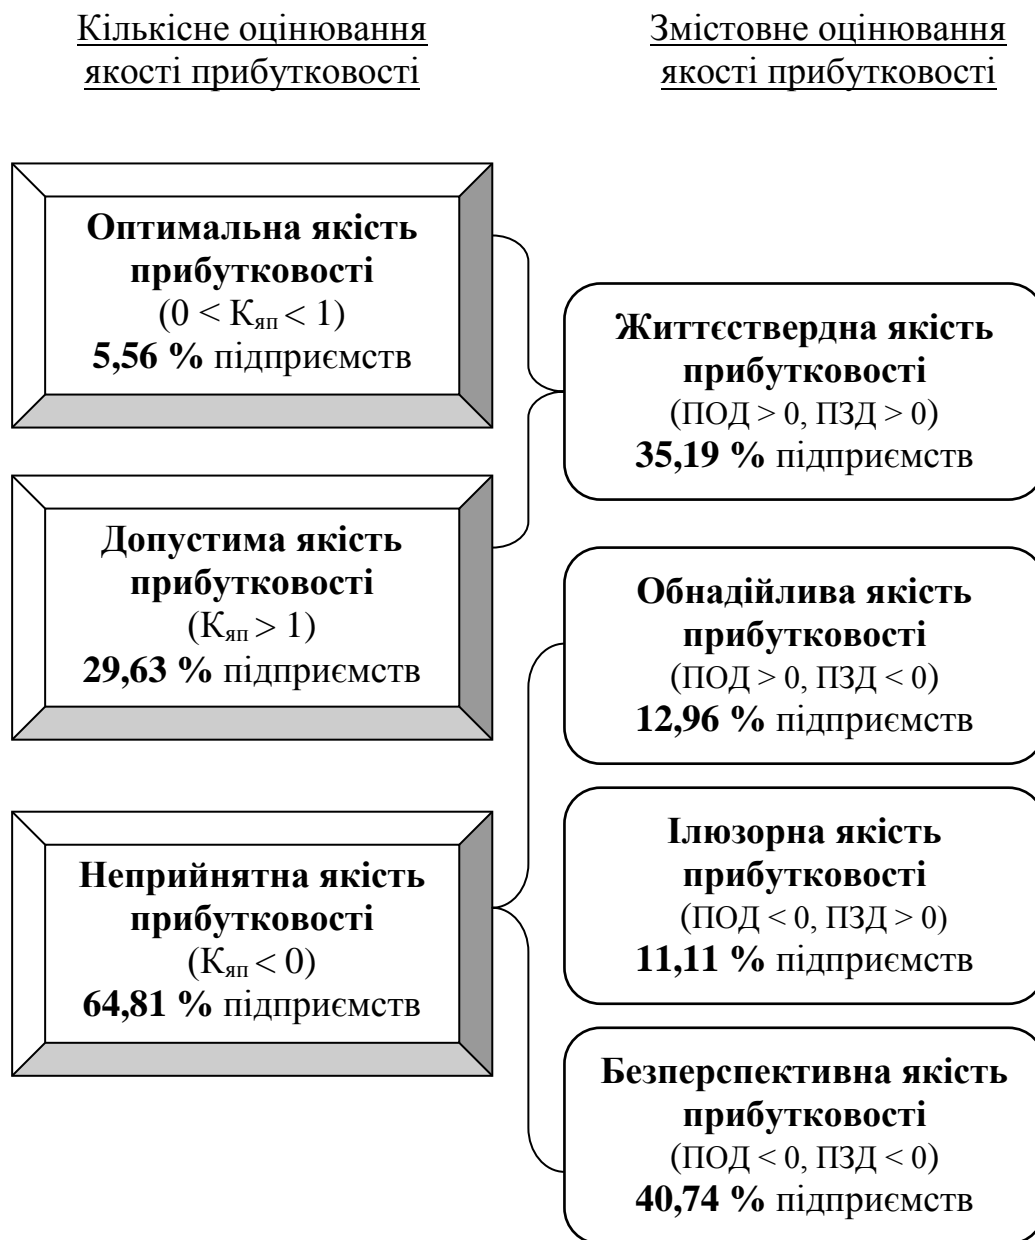 Кількісне оцінювання
якості прибутковості
Змістовне оцінювання
якості прибутковості
Оптимальна якість
прибутковості
(0 < Кяп < 1)
5,56 % підприємств
Допустима якість
прибутковості
(Кяп > 1)
29,63 % підприємств
Неприйнятна якість
прибутковості
(Кяп < 0)
64,81 % підприємств
Життєствердна якість
прибутковості
(ПОД > 0, ПЗД > 0)
35,19 % підприємств
Обнадійлива якість
прибутковості
(ПОД > 0, ПЗД < 0)
12,96 % підприємств
Ілюзорна якість
прибутковості
(ПОД < 0, ПЗД > 0)
11,11 % підприємств
Безперспективна якість
прибутковості
(ПОД < 0, ПЗД < 0)
40,74 % підприємств